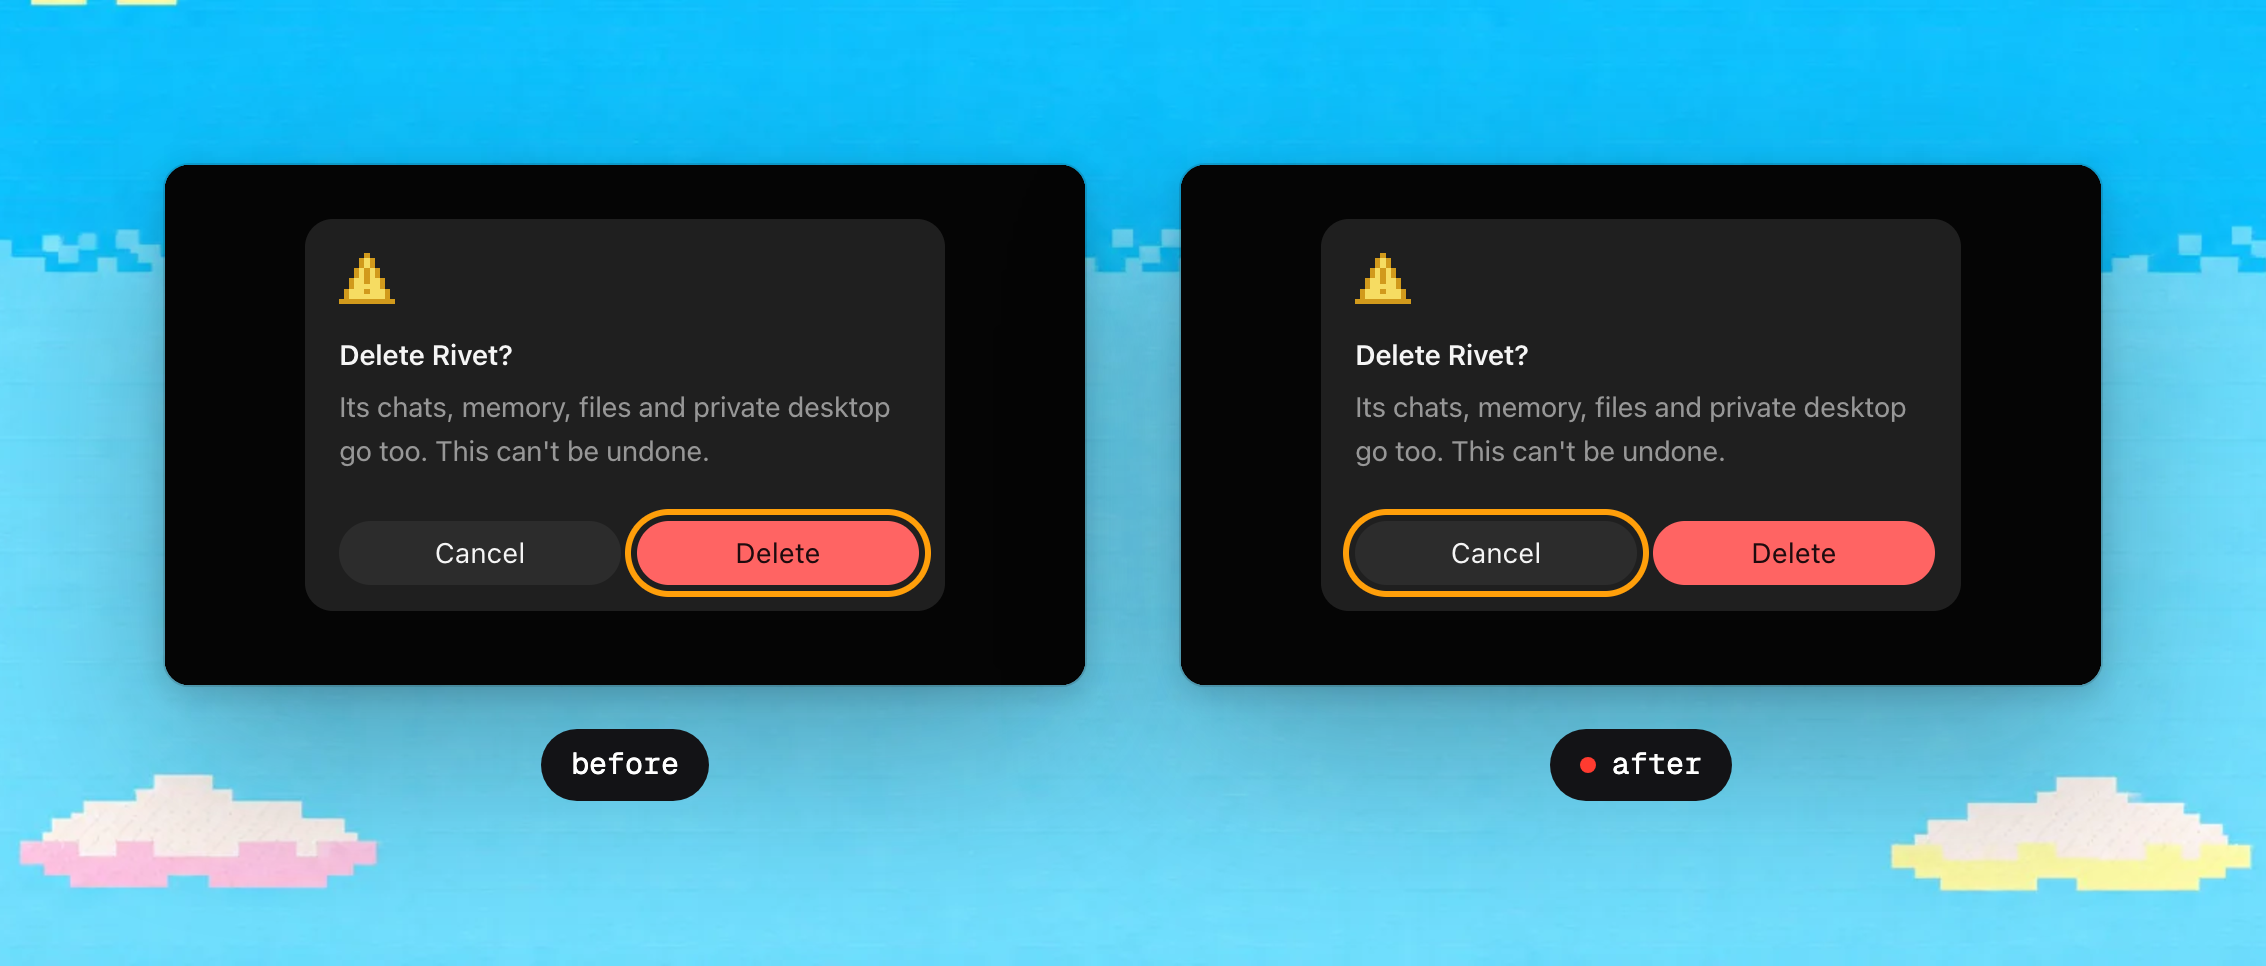 Delete Rivet?
Its chats, memory, files and private desktop
go too. This can't be undone.
Cancel
Delete
before
Delete Rivet?
Its chats, memory, files and private desktop
go too. This can't be undone.
Cancel
Delete
after